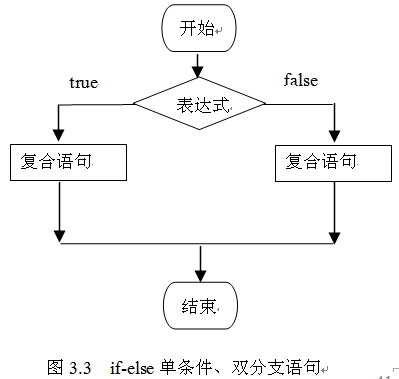 开始
true
false
表达式
复合语句
复合语句
结束
图 3.3 if-else 单条件、双分支语句